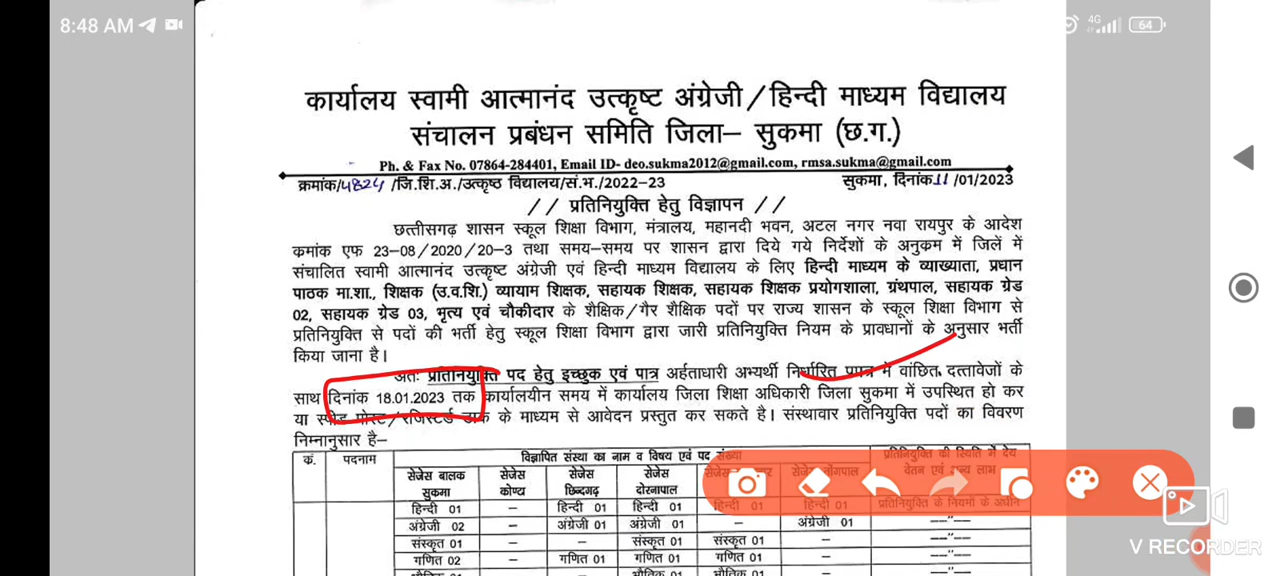 8:48 AM
4G
64
कार्यालय स्वामी आत्मानंद उत्कृष्ट अंग्रेजी/हिन्दी माध्यम विद्यालय
संचालन प्रबंधन समिति जिला– सुकमा (छ.ग.)
Ph. & Fax No. 07864-284401, Email ID- deo.sukma2012@gmail.com, rmsa.sukma@gmail.com
क्रमांक/4824/जि.शि.अ./उत्कृष्ठ विद्यालय/सं.भ./2022-23 सुकमा, दिनांक 11/01/2023
// प्रतिनियुक्ति हेतु विज्ञापन //
छत्तीसगढ़ शासन स्कूल शिक्षा विभाग, मंत्रालय, महानदी भवन, अटल नगर नवा रायपुर के आदेश
कमांक एफ 23–08/2020/20–3 तथा समय–समय पर शासन द्वारा दिये गये निर्देशों के अनुकम में जिलें में
संचालित स्वामी आत्मानंद उत्कृष्ट अंग्रेजी एवं हिन्दी माध्यम विद्यालय के लिए हिन्दी माध्यम के व्याख्याता, प्रधान
पाठक मा.शा., शिक्षक (उ.व.शि.) व्यायाम शिक्षक, सहायक शिक्षक, सहायक शिक्षक प्रयोगशाला, ग्रंथपाल, सहायक ग्रेड
02, सहायक ग्रेड 03, भृत्य एवं चौकीदार के शैक्षिक/गैर शैक्षिक पदों पर राज्य शासन के स्कूल शिक्षा विभाग से
प्रतिनियुक्ति से पदों की भर्ती हेतु स्कूल शिक्षा विभाग द्वारा जारी प्रतिनियुक्ति नियम के प्रावधानों के अनुसार भर्ती
किया जाना है।
अतः प्रतिनियुक्ति पद हेतु इच्छुक एवं पात्र अर्हताधारी अभ्यर्थी निर्धारित प्रपत्र में वांछित दस्तावेजों के
साथ दिनांक 18.01.2023 तक कार्यालयीन समय में कार्यालय जिला शिक्षा अधिकारी जिला सुकमा में उपस्थित हो कर
या स्पीड पोस्ट/रजिस्टर्ड डाक के माध्यम से आवेदन प्रस्तुत कर सकते है। संस्थावार प्रतिनियुक्ति पदों का विवरण
निम्नानुसार है–
कं. पदनाम विज्ञापित संस्था का नाम व विषय एवं पद संख्या प्रतिनियुक्ति की स्थिति में देय
सेजेस बालक सुकमा सेजेस कोण्टा सेजेस छिन्दगढ़ सेजेस दोरनापाल वेतन एवं
हिन्दी 01 – हिन्दी 01 हिन्दी 01 हिन्दी 01 हिन्दी 01 प्रतिनियुक्ति के नियमों के अधीन
अंग्रेजी 02 – अंग्रेजी 01 अंग्रेजी 01 – अंग्रेजी 01 —"—
संस्कृत 01 – – संस्कृत 01 संस्कृत 01 – —"—
गणित 02 – गणित 01 गणित 01 गणित 01 – —"—
V RECORDER